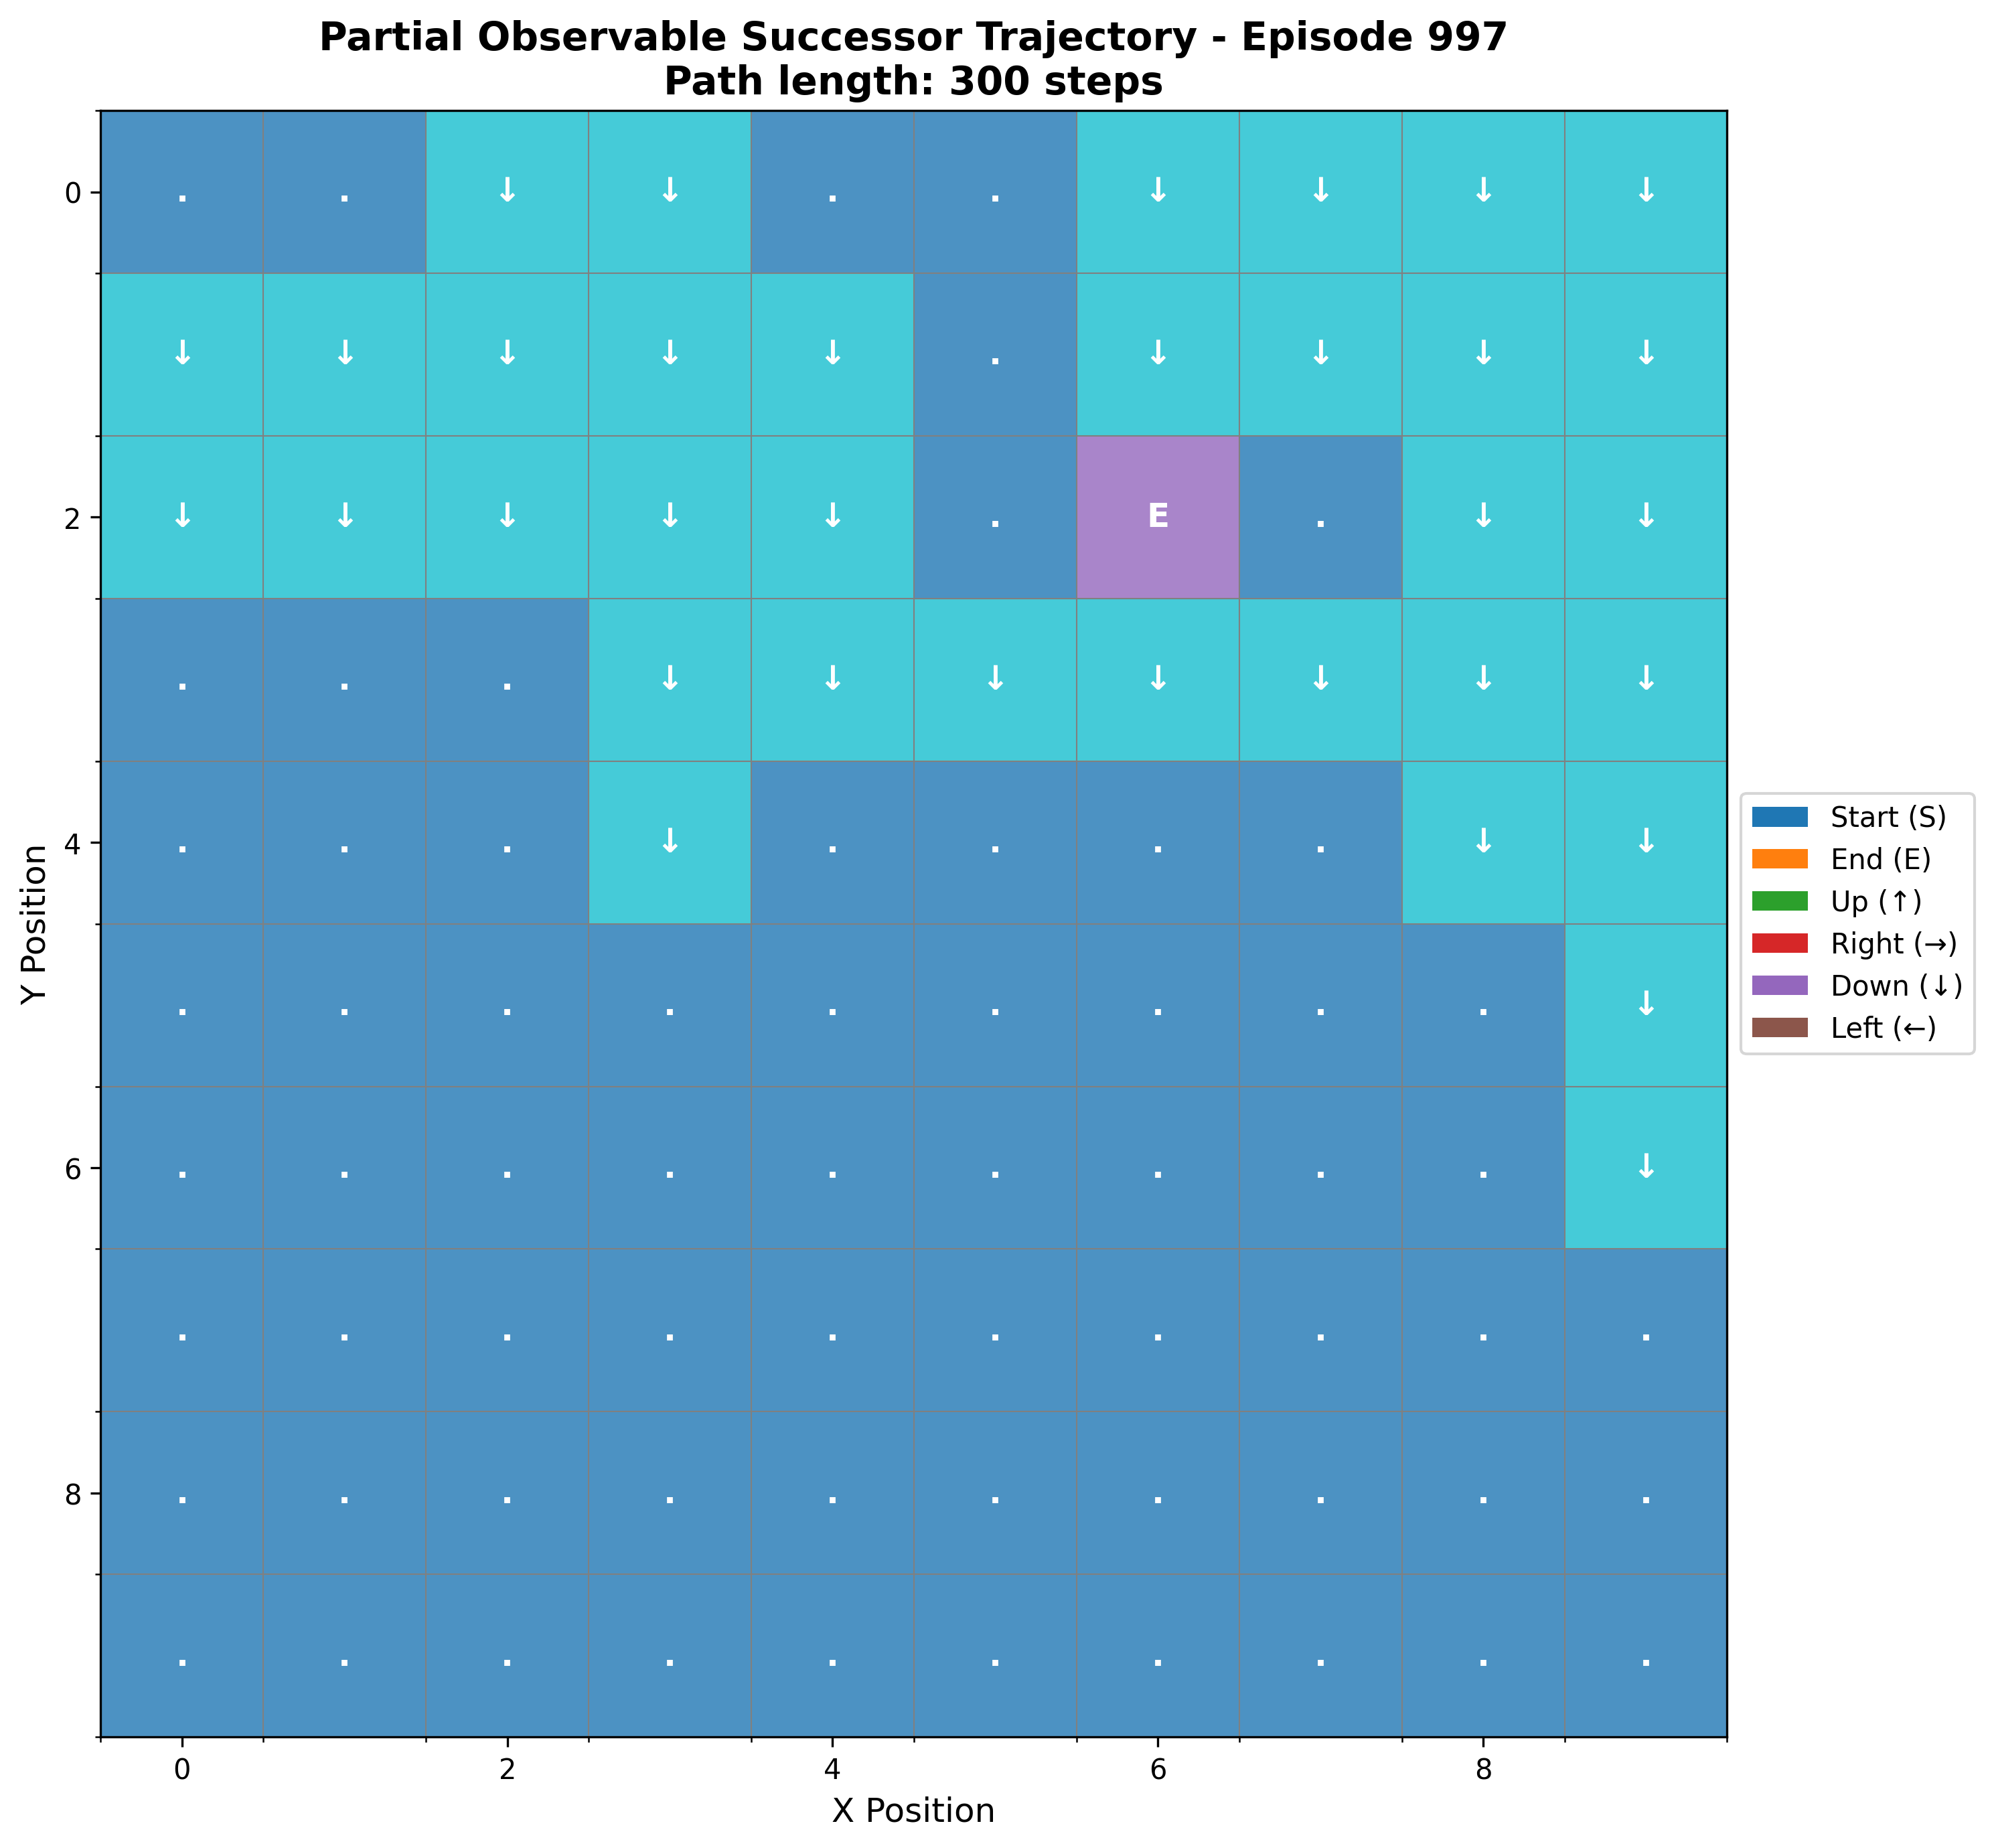 Partial Observable Successor Trajectory - Episode 997
Path length: 300 steps
0 . . ↓ ↓ . . ↓ ↓ ↓ ↓
↓ ↓ ↓ ↓ ↓ . ↓ ↓ ↓ ↓
2 ↓ ↓ ↓ ↓ ↓ . E . ↓ ↓
. . . ↓ ↓ ↓ ↓ ↓ ↓ ↓
4 . . . ↓ . . . . ↓ ↓
. . . . . . . . . ↓
6 . . . . . . . . . ↓
. . . . . . . . . .
8 . . . . . . . . . .
. . . . . . . . . .
0 2 4 6 8
X Position
Y Position
Start (S)
End (E)
Up (↑)
Right (→)
Down (↓)
Left (←)